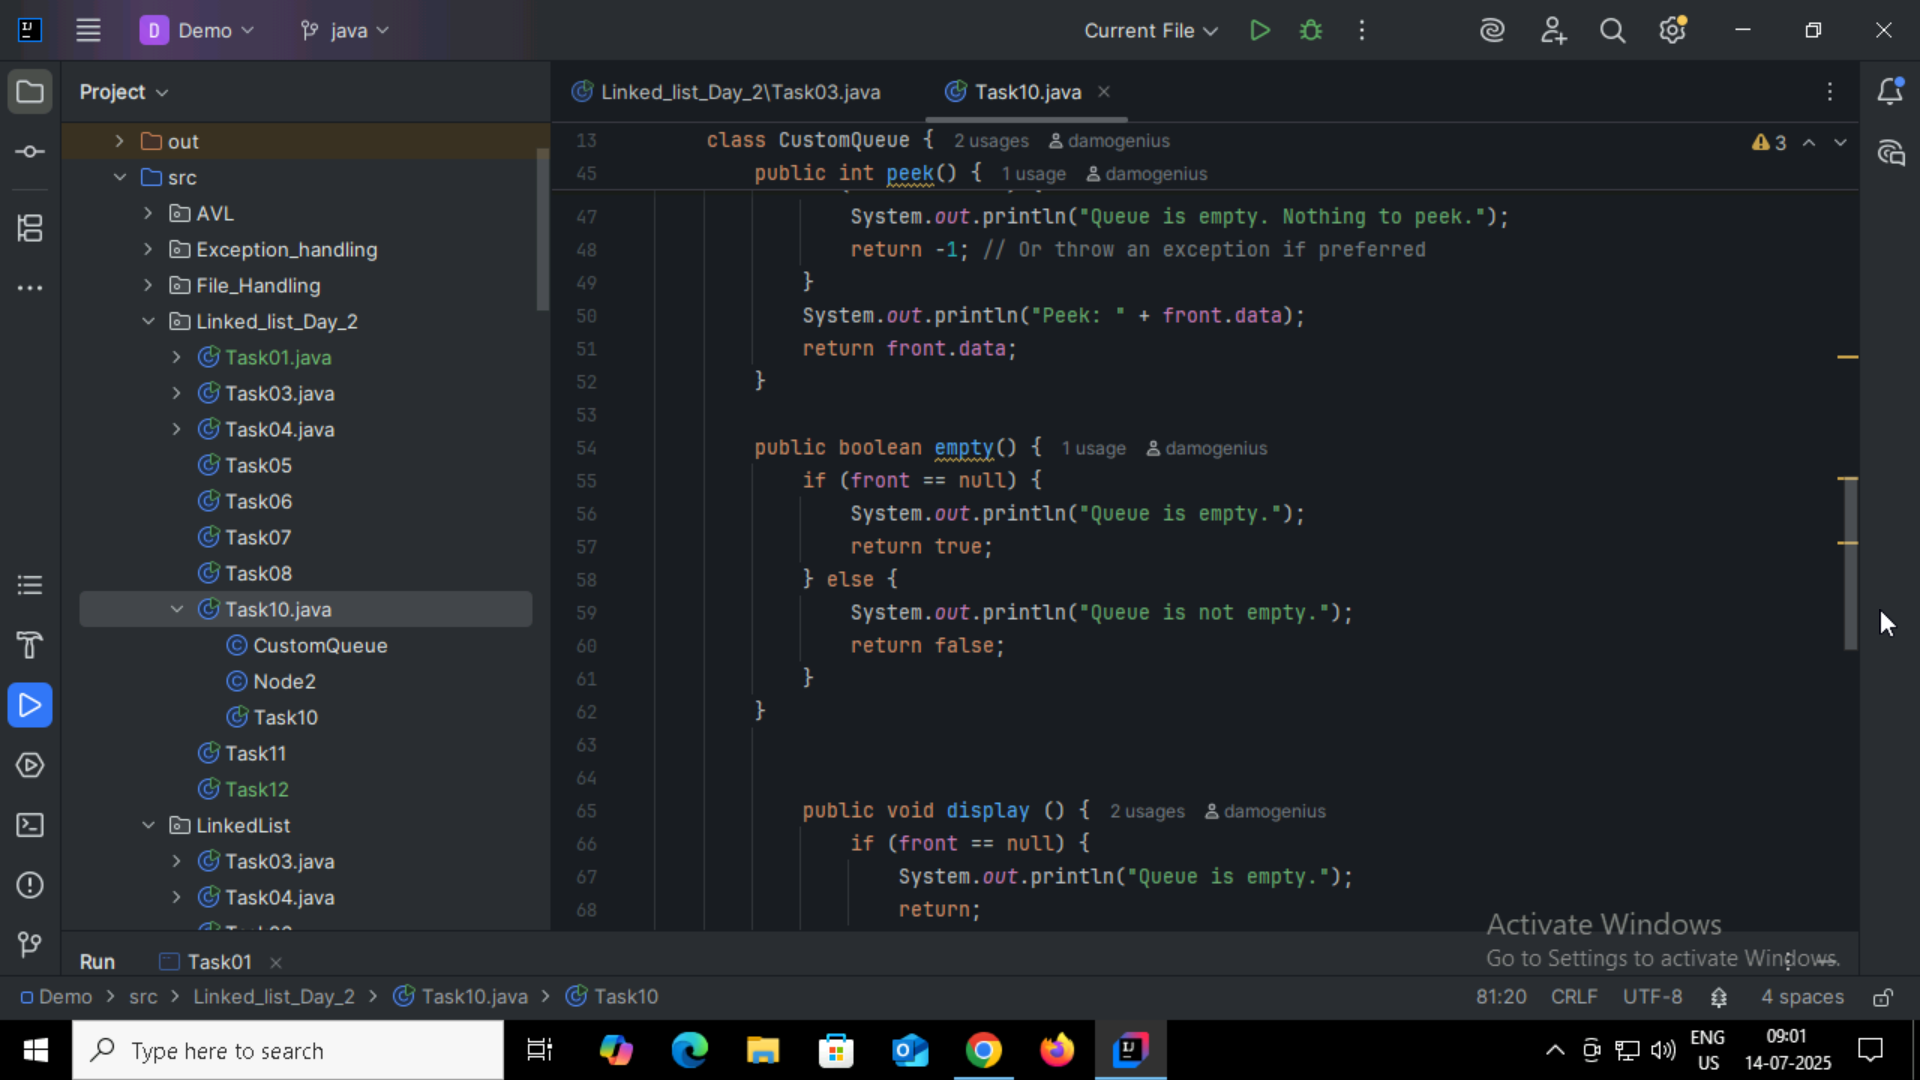 D Demo java Current File
Project
Linked_list_Day_2\Task03.java Task10.java
out
src
AVL
Exception_handling
File_Handling
Linked_list_Day_2
Task01.java
Task03.java
Task04.java
Task05
Task06
Task07
Task08
Task10.java
CustomQueue
Node2
Task10
Task11
Task12
LinkedList
Task03.java
Task04.java
13 class CustomQueue { 2 usages damogenius
3
45 public int peek() { 1 usage damogenius
47 System.out.println("Queue is empty. Nothing to peek.");
48 return -1; // Or throw an exception if preferred
49 }
50 System.out.println("Peek: " + front.data);
51 return front.data;
52 }
53
54 public boolean empty() { 1 usage damogenius
55 if (front == null) {
56 System.out.println("Queue is empty.");
57 return true;
58 } else {
59 System.out.println("Queue is not empty.");
60 return false;
61 }
62 }
63
64
65 public void display () { 2 usages damogenius
66 if (front == null) {
67 System.out.println("Queue is empty.");
68 return;
Activate Windows
Go to Settings to activate Windows.
Run Task01
Demo > src > Linked_list_Day_2 > Task10.java > Task10 81:20 CRLF UTF-8 4 spaces
Type here to search
ENG
US
09:01
14-07-2025